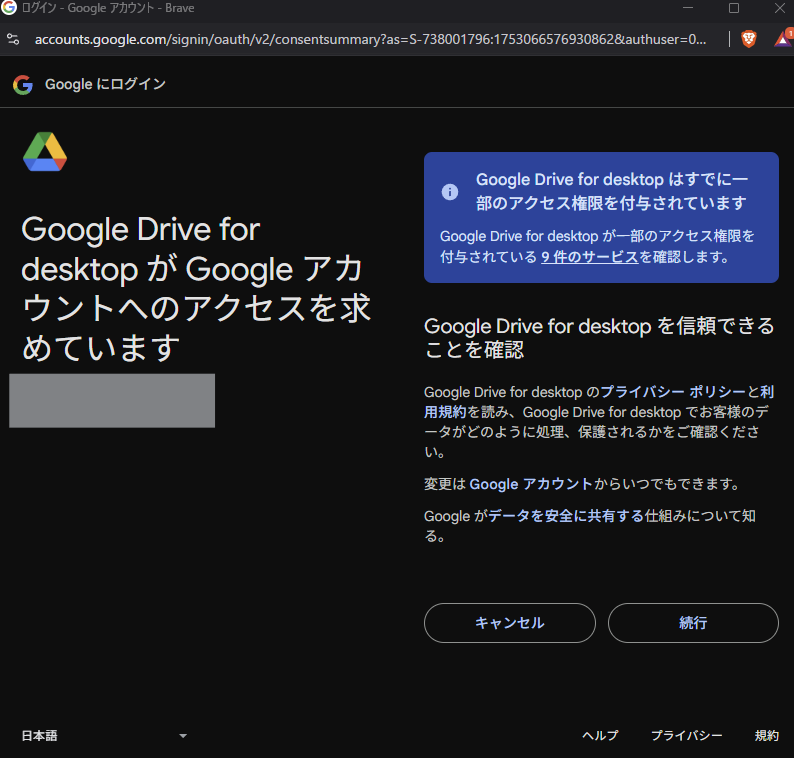 ログイン - Google アカウント - Brave
accounts.google.com/signin/oauth/v2/consentsummary?as=S-738001796:1753066576930862&authuser=0...
1
Google にログイン
Google Drive for
desktop が Google アカ
ウントへのアクセスを求
めています
Google Drive for desktop はすでに一
部のアクセス権限を付与されています
Google Drive for desktop が一部のアクセス権限を
付与されている 9 件のサービスを確認します。
Google Drive for desktop を信頼できる
ことを確認
Google Drive for desktop のプライバシー ポリシーと利
用規約を読み、Google Drive for desktop でお客様のデ
ータがどのように処理、保護されるかをご確認くださ
い。
変更は Google アカウントからいつでもできます。
Google がデータを安全に共有する仕組みについて知
る。
キャンセル
続行
日本語
ヘルプ
プライバシー
規約